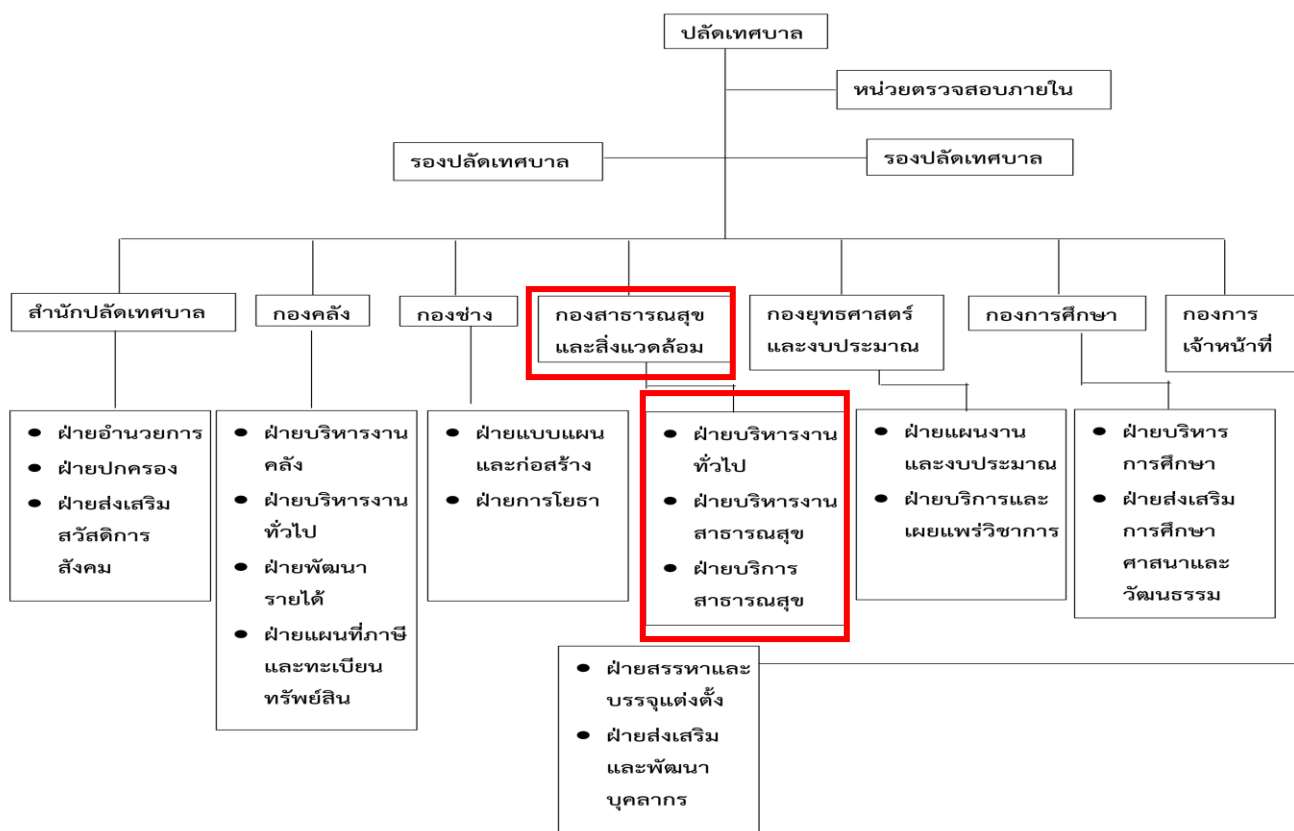 ปลัดเทศบาล
หน่วยตรวจสอบภายใน
รองปลัดเทศบาล
รองปลัดเทศบาล
สำนักปลัดเทศบาล
กองคลัง
กองช่าง
กองสาธารณสุข
และสิ่งแวดล้อม
กองยุทธศาสตร์
และงบประมาณ
กองการศึกษา
กองการ
เจ้าหน้าที่
● ฝ่ายอำนวยการ
● ฝ่ายปกครอง
● ฝ่ายส่งเสริม
สวัสดิการ
สังคม
● ฝ่ายบริหารงาน
คลัง
● ฝ่ายบริหารงาน
ทั่วไป
● ฝ่ายพัฒนา
รายได้
● ฝ่ายแผนที่ภาษี
และทะเบียน
ทรัพย์สิน
● ฝ่ายแบบแผน
และก่อสร้าง
● ฝ่ายการโยธา
● ฝ่ายบริหารงาน
ทั่วไป
● ฝ่ายบริหารงาน
สาธารณสุข
● ฝ่ายบริการ
สาธารณสุข
● ฝ่ายแผนงาน
และงบประมาณ
● ฝ่ายบริการและ
เผยแพร่วิชาการ
● ฝ่ายบริหาร
การศึกษา
● ฝ่ายส่งเสริม
การศึกษา
ศาสนาและ
วัฒนธรรม
● ฝ่ายสรรหาและ
บรรจุแต่งตั้ง
● ฝ่ายส่งเสริม
และพัฒนา
บุคลากร